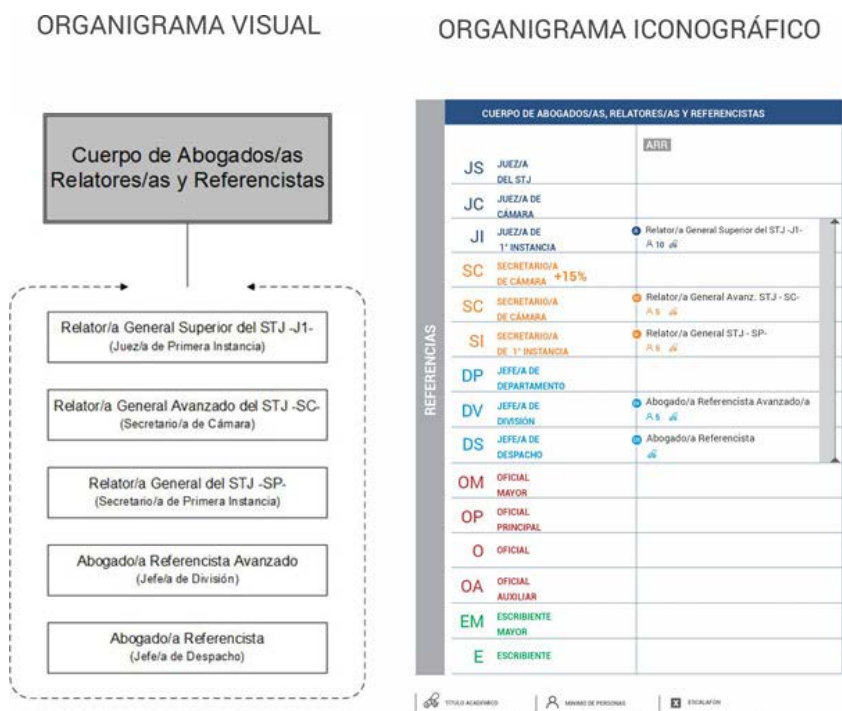 ORGANIGRAMA VISUAL
Cuerpo de Abogados/as
Relatores/as y Referencistas
Relator/a General Superior del STJ -J1-
(Juez/a de Primera Instancia)
Relator/a General Avanzado del STJ -SC-
(Secretario/a de Cámara)
Relator/a General del STJ -SP-
(Secretario/a de Primera Instancia)
Abogado/a Referencista Avanzado
(Jefe/a de División)
Abogado/a Referencista
(Jefe/a de Despacho)
ORGANIGRAMA ICONOGRÁFICO
CUERPO DE ABOGADOS/AS, RELATORES/AS Y REFERENCISTAS
REFERENCIAS
ARR
JS JUEZ/A
DEL STJ
JC JUEZ/A DE
CÁMARA
JI JUEZ/A DE
1° INSTANCIA
Relator/a General Superior del STJ -J1-
10
SC SECRETARIO/A
DE CÁMARA +15%
SC SECRETARIO/A
DE CÁMARA
Relator/a General Avanz. STJ - SC-
5
SI SECRETARIO/A
DE 1° INSTANCIA
Relator/a General STJ - SP-
5
DP JEFE/A DE
DEPARTAMENTO
DV JEFE/A DE
DIVISIÓN
Abogado/a Referencista Avanzado/a
5
DS JEFE/A DE
DESPACHO
Abogado/a Referencista
OM OFICIAL
MAYOR
OP OFICIAL
PRINCIPAL
O OFICIAL
OA OFICIAL
AUXILIAR
EM ESCRIBIENTE
MAYOR
E ESCRIBIENTE
TÍTULO ACADÉMICO
MINIMO DE PERSONAS
X ESCALAFON